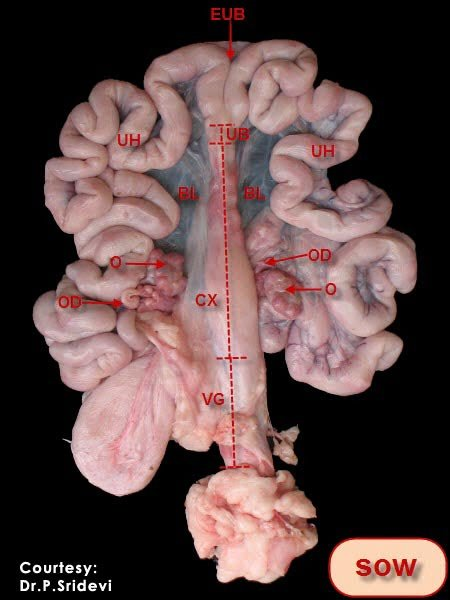 EUB
UB
UH
UH
BL
BL
O
OD
OD
O
CX
VG
Courtesy:
Dr.P.Sridevi
SOW